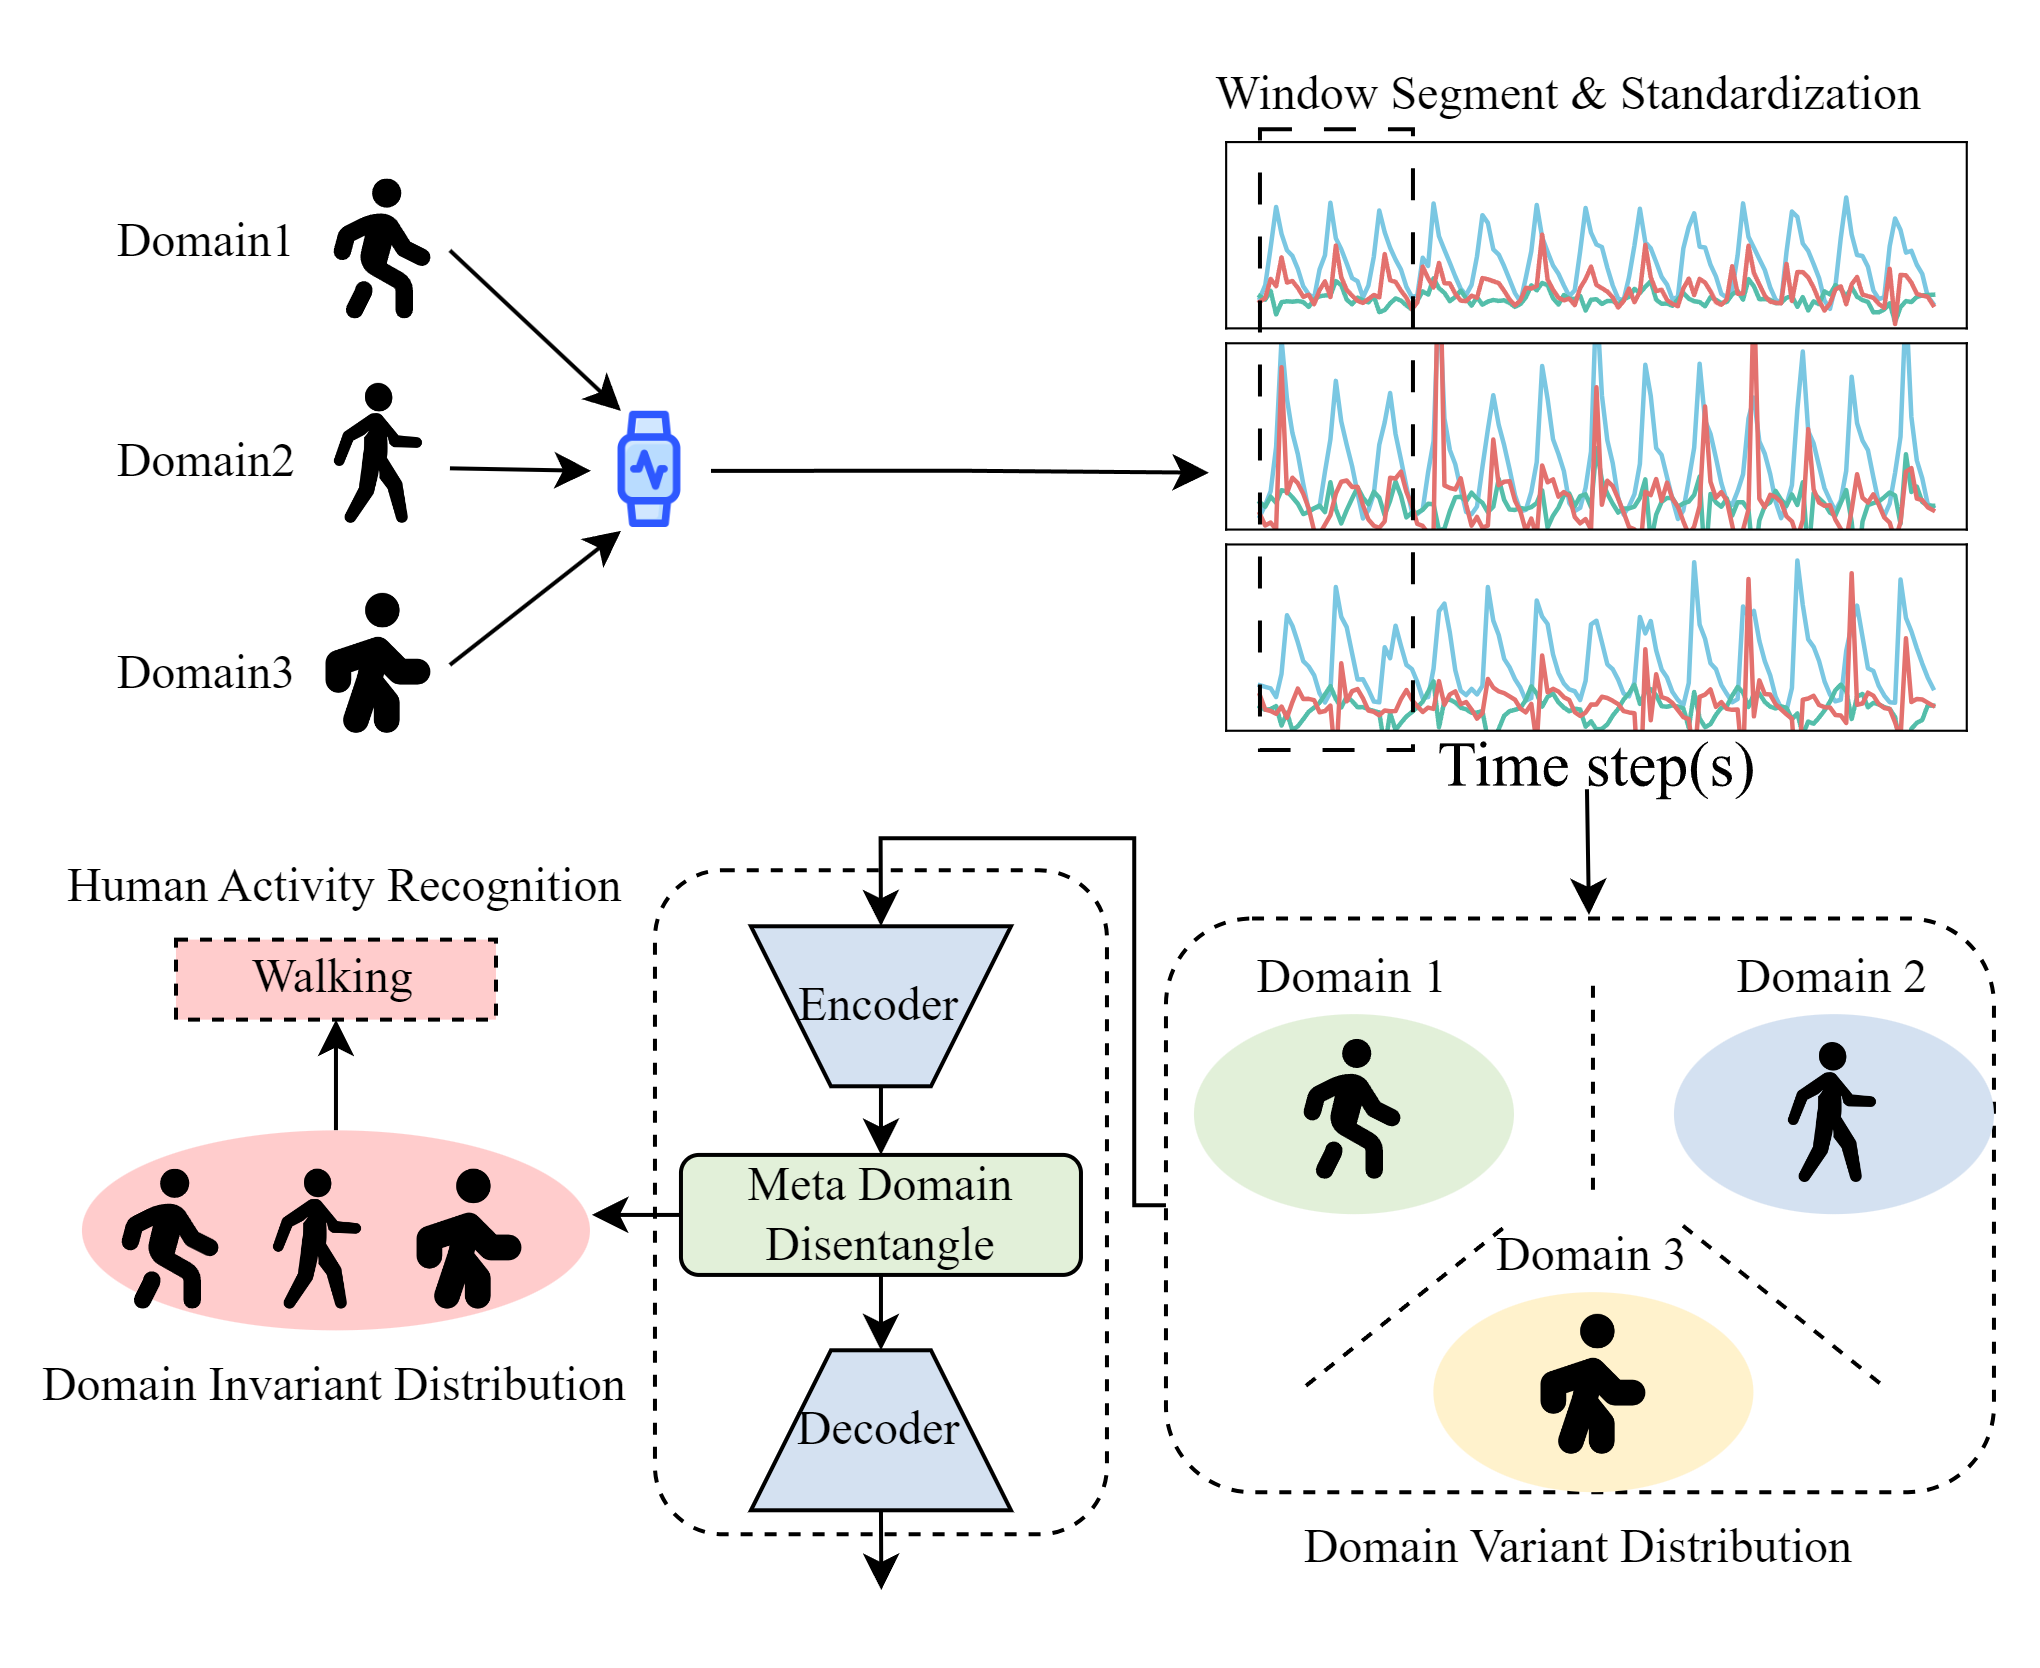 Window Segment & Standardization
Domain1
Domain2
Domain3
Time step(s)
Human Activity Recognition
Walking
Domain Invariant Distribution
Encoder
Meta Domain
Disentangle
Decoder
Domain 1
Domain 2
Domain 3
Domain Variant Distribution